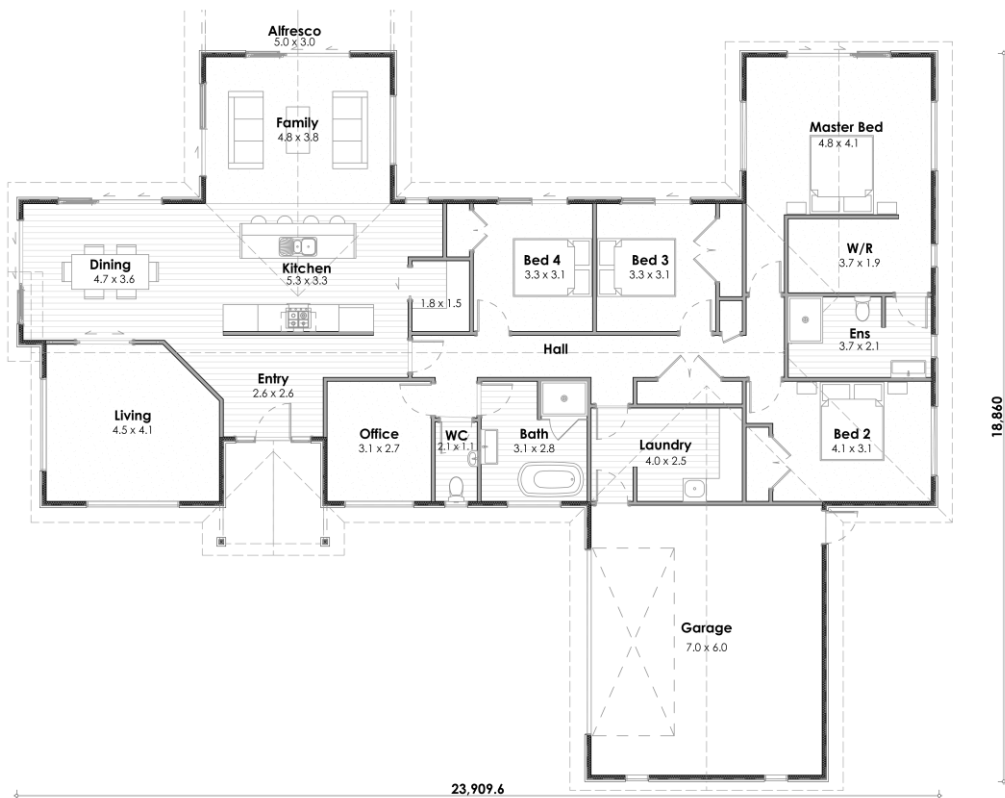 Alfresco
5.0 x 3.0
Family
4.8 x 3.8
Master Bed
4.8 x 4.1
Dining
4.7 x 3.6
Kitchen
5.3 x 3.3
1.8 x 1.5
Bed 4
3.3 x 3.1
Bed 3
3.3 x 3.1
W/R
3.7 x 1.9
Ens
3.7 x 2.1
Hall
Entry
2.6 x 2.6
Living
4.5 x 4.1
Office
3.1 x 2.7
WC
2.1 x 1.1
Bath
3.1 x 2.8
Laundry
4.0 x 2.5
Bed 2
4.1 x 3.1
18,860
Garage
7.0 x 6.0
23,909.6